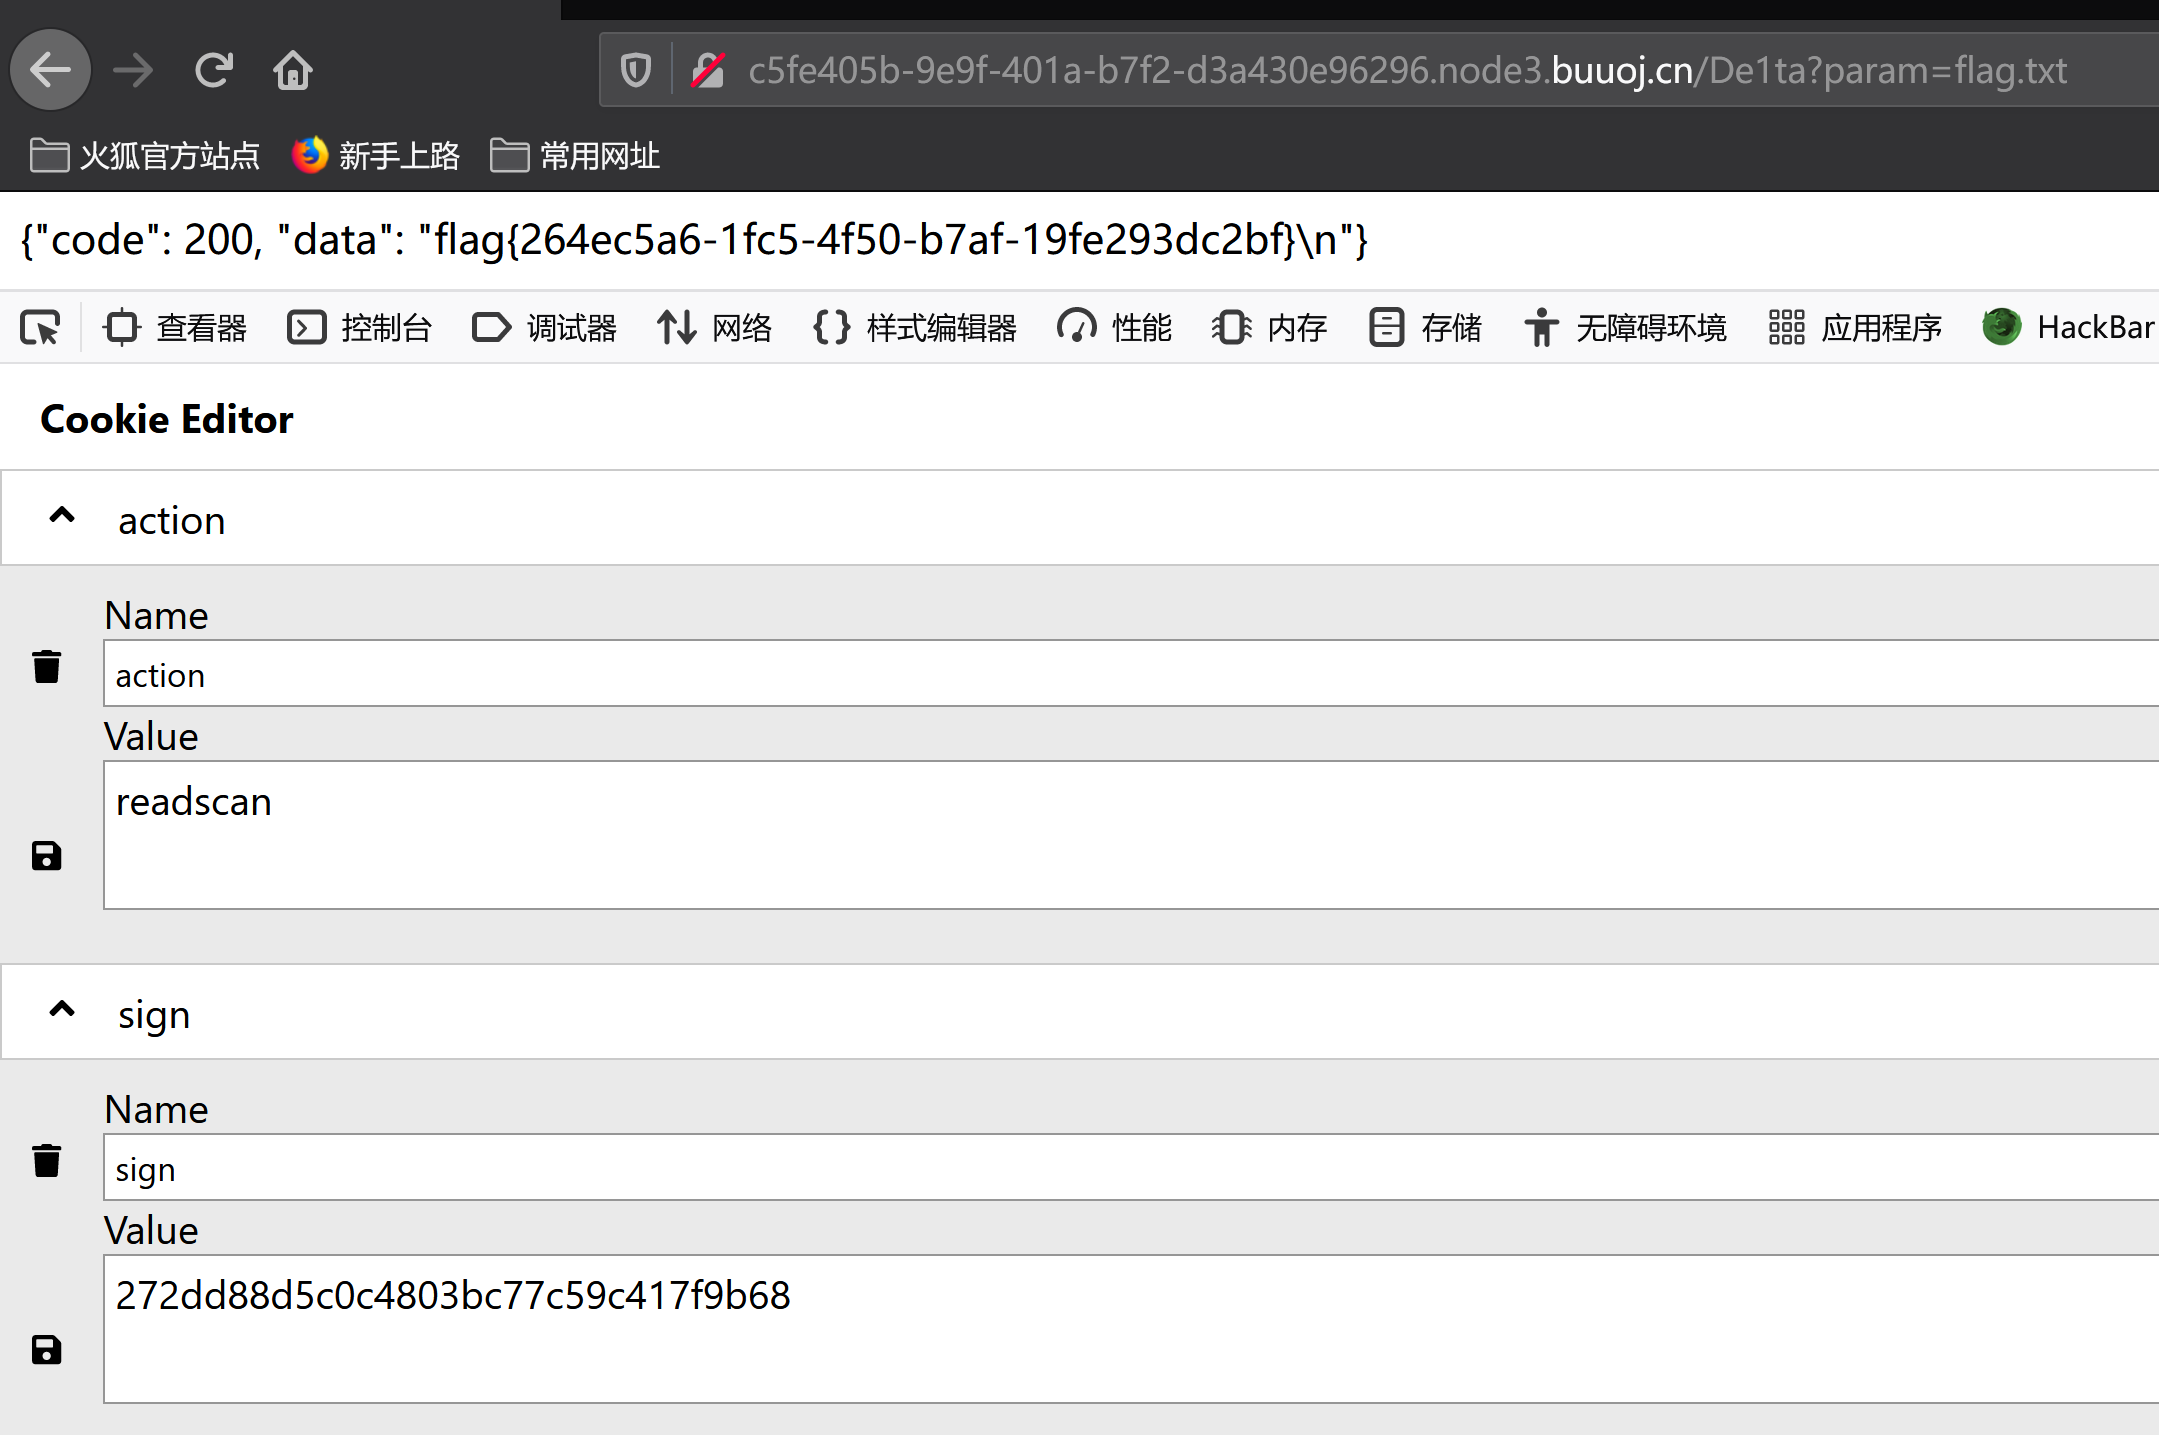 c5fe405b-9e9f-401a-b7f2-d3a430e96296.node3.buuoj.cn/De1ta?param=flag.txt
火狐官方站点 新手上路 常用网址
{"code": 200, "data": "flag{264ec5a6-1fc5-4f50-b7af-19fe293dc2bf}\n"}
查看器 控制台 调试器 网络 样式编辑器 性能 内存 存储 无障碍环境 应用程序 HackBar
Cookie Editor
action
Name
action
Value
readscan
sign
Name
sign
Value
272dd88d5c0c4803bc77c59c417f9b68